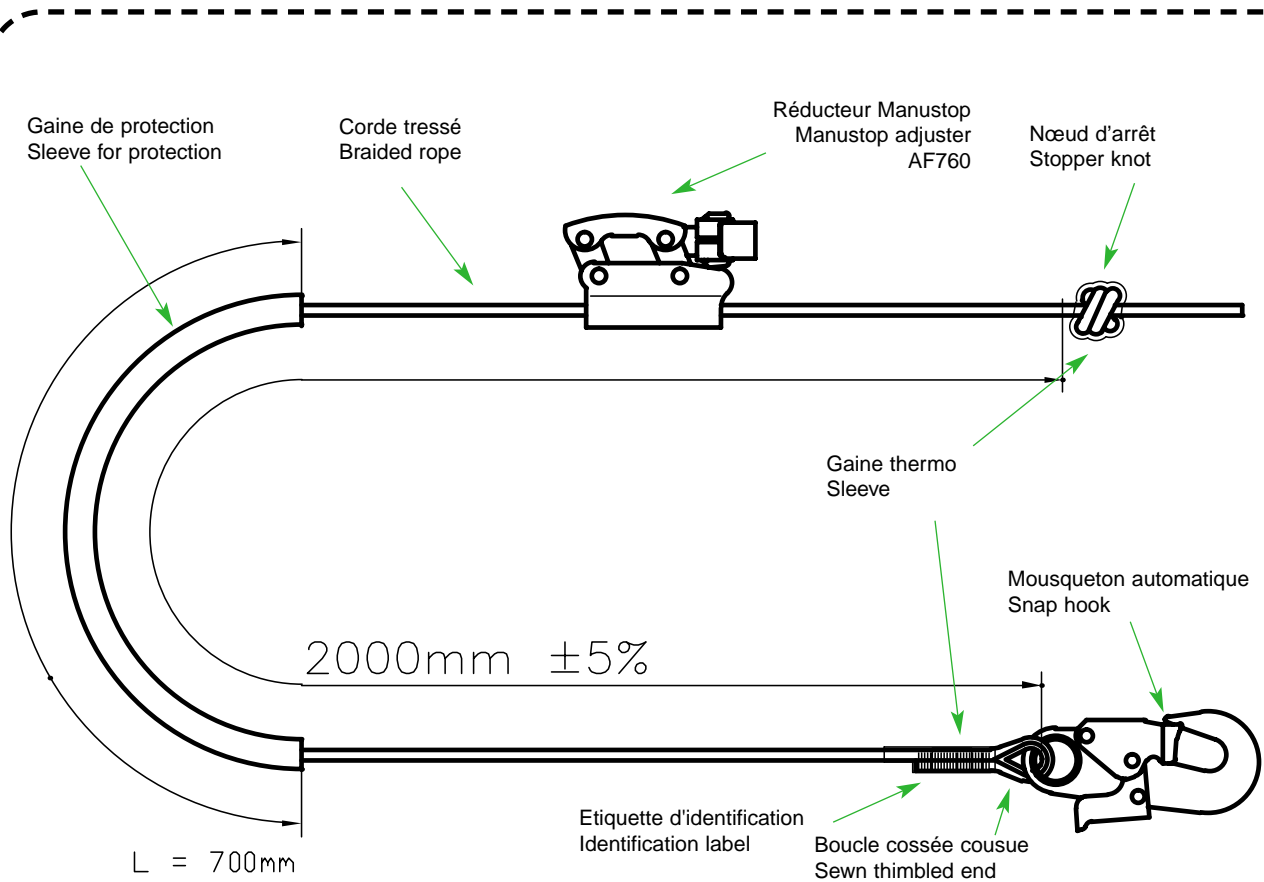 Gaine de protection
Sleeve for protection
Corde tressé
Braided rope
Réducteur Manustop
Manustop adjuster
AF760
Nœud d'arrêt
Stopper knot
Gaine thermo
Sleeve
Mousqueton automatique
Snap hook
2000mm ±5%
Etiquette d'identification
Identification label
Boucle cossée cousue
Sewn thimbled end
L = 700mm